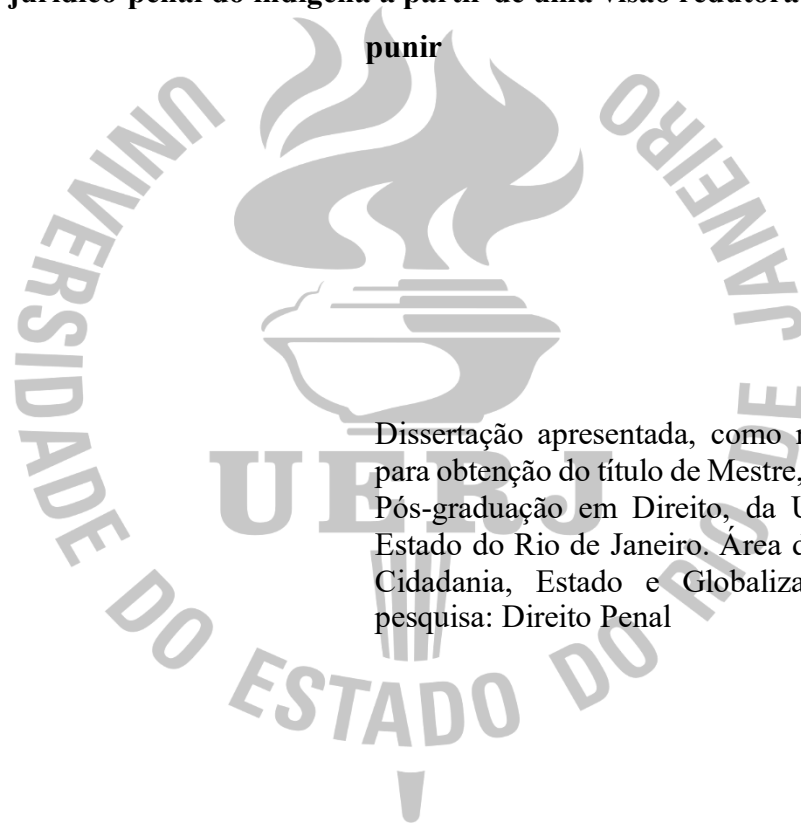 jurídico-penal do indígena a partir de uma visão redutora
punir
UNIVERSIDADE DO ESTADO DO RIO DE JANEIRO
UERJ
Dissertação apresentada, como
para obtenção do título de Mestre,
Pós-graduação em Direito, da
Estado do Rio de Janeiro. Área
Cidadania, Estado e
pesquisa: Direito Penal